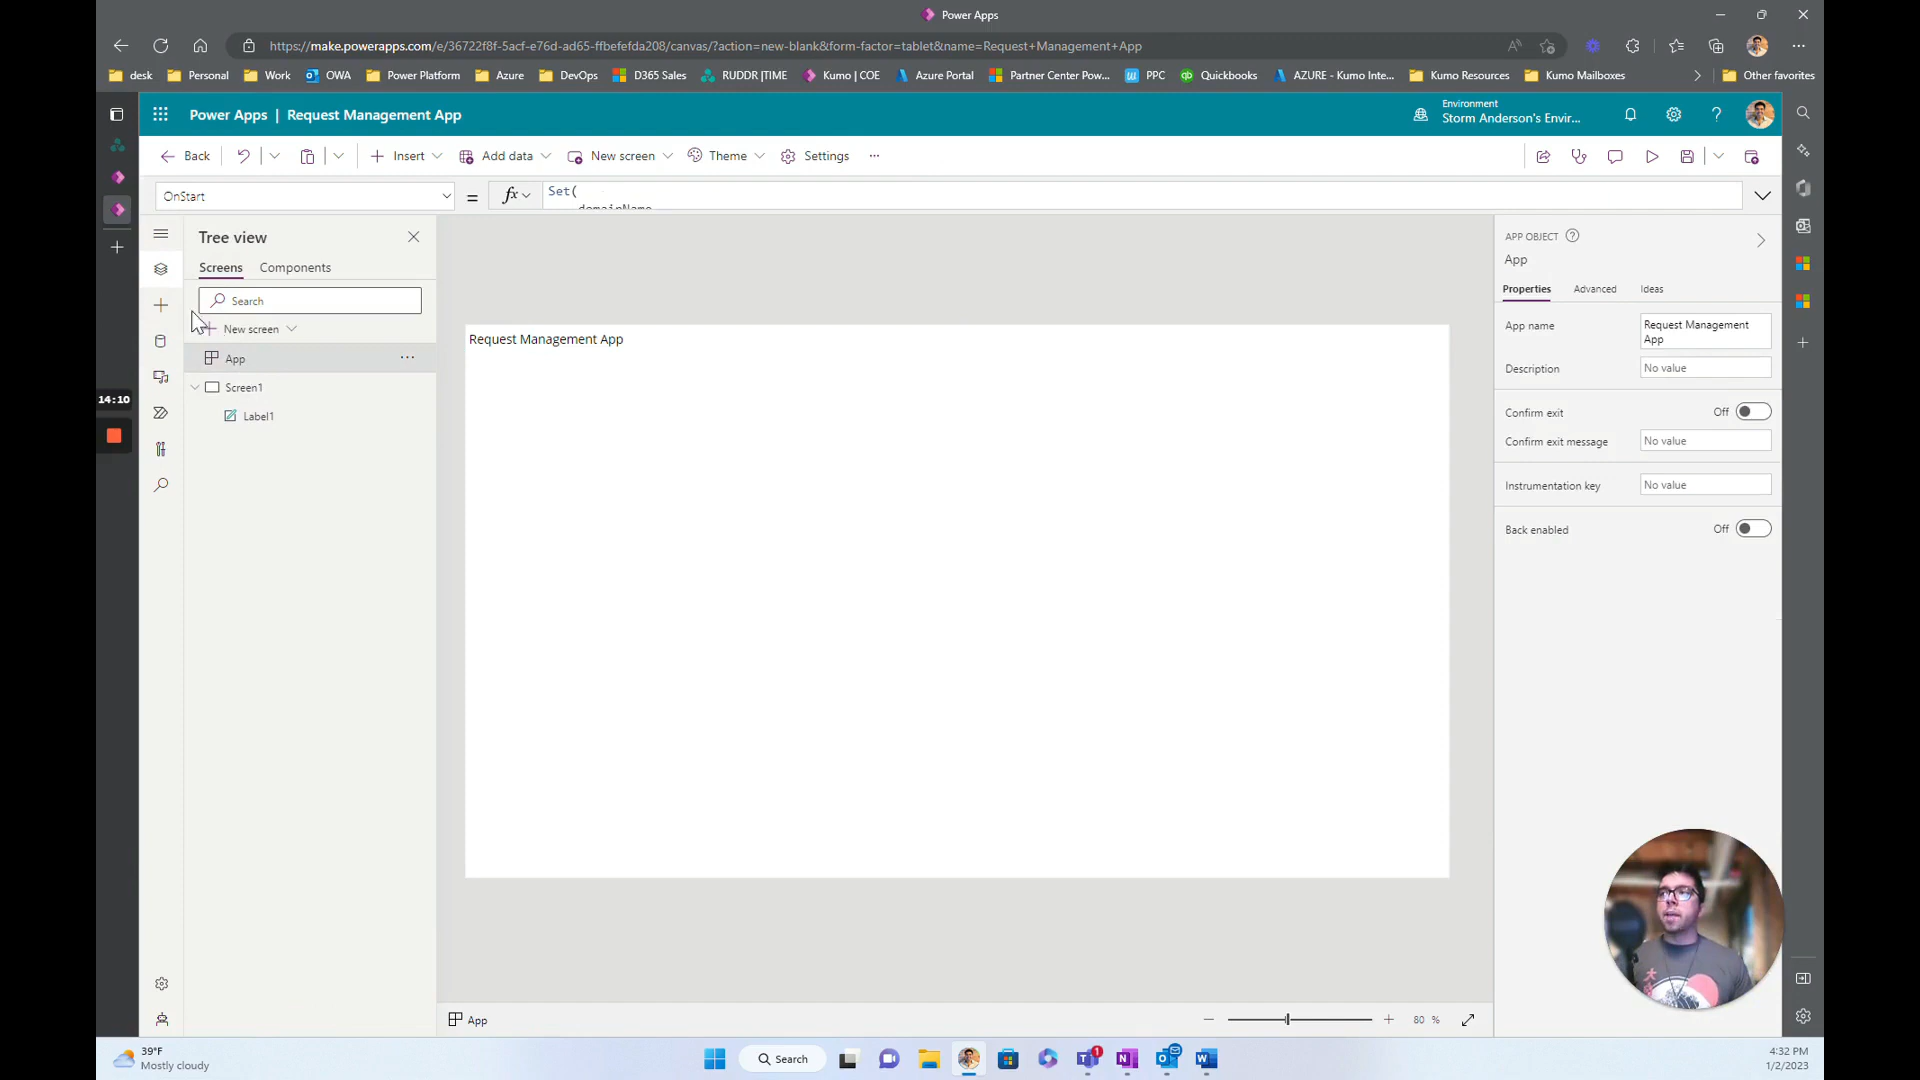 Power Apps
https://make.powerapps.com/e/36722f8f-5acf-e76d-ad65-ffbefefda208/canvas/?action=new-blank&form-factor=tablet&name=Request+Management+App
desk
Personal
Work
OWA
Power Platform
Azure
DevOps
D365 Sales
RUDDR |TIME
Kumo | COE
Azure Portal
Partner Center Pow...
PPC
Quickbooks
AZURE - Kumo Inte...
Kumo Resources
Kumo Mailboxes
Other favorites
Power Apps | Request Management App
Environment
Storm Anderson's Envir...
Back
Insert
Add data
New screen
Theme
Settings
OnStart
=
fx
Set(
domainName
Tree view
Screens
Components
Search
New screen
App
Screen1
Label1
14:10
Request Management App
APP OBJECT
App
Properties
Advanced
Ideas
App name
Request Management
App
Description
No value
Confirm exit
Off
Confirm exit message
No value
Instrumentation key
No value
Back enabled
Off
App
80 %
39°F
Mostly cloudy
Search
1
4:32 PM
1/2/2023